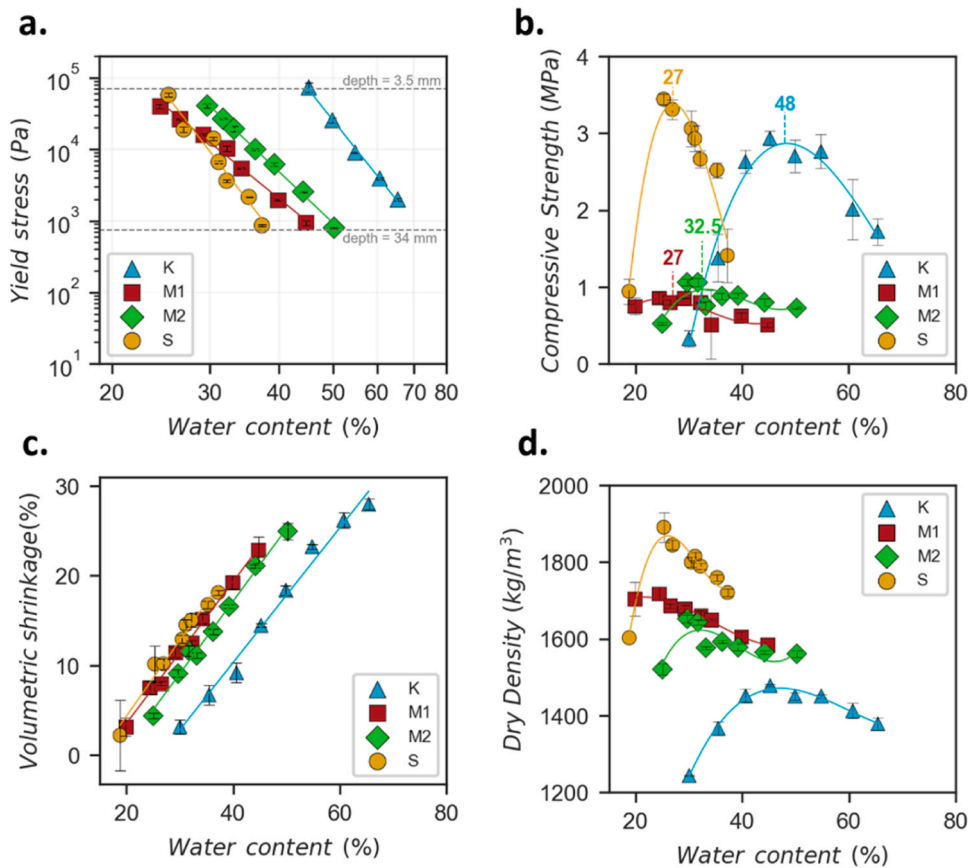 a.
Yield stress (Pa)
10^5
10^4
10^3
10^2
10^1
depth = 3.5 mm
depth = 34 mm
K
M1
M2
S
20 30 40 50 60 70 80
Water content (%)
b.
Compressive Strength (MPa)
4
3
2
1
0
27
48
32.5
27
K
M1
M2
S
20 40 60 80
Water content (%)
c.
Volumetric shrinkage(%)
30
20
10
0
K
M1
M2
S
20 40 60 80
Water content (%)
d.
Dry Density (kg/m³)
2000
1800
1600
1400
1200
K
M1
M2
S
20 40 60 80
Water content (%)